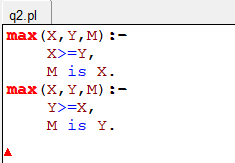 q2.pl
max(X,Y,M):-
    X>=Y,
    M is X.
max(X,Y,M):-
    Y>=X,
    M is Y.